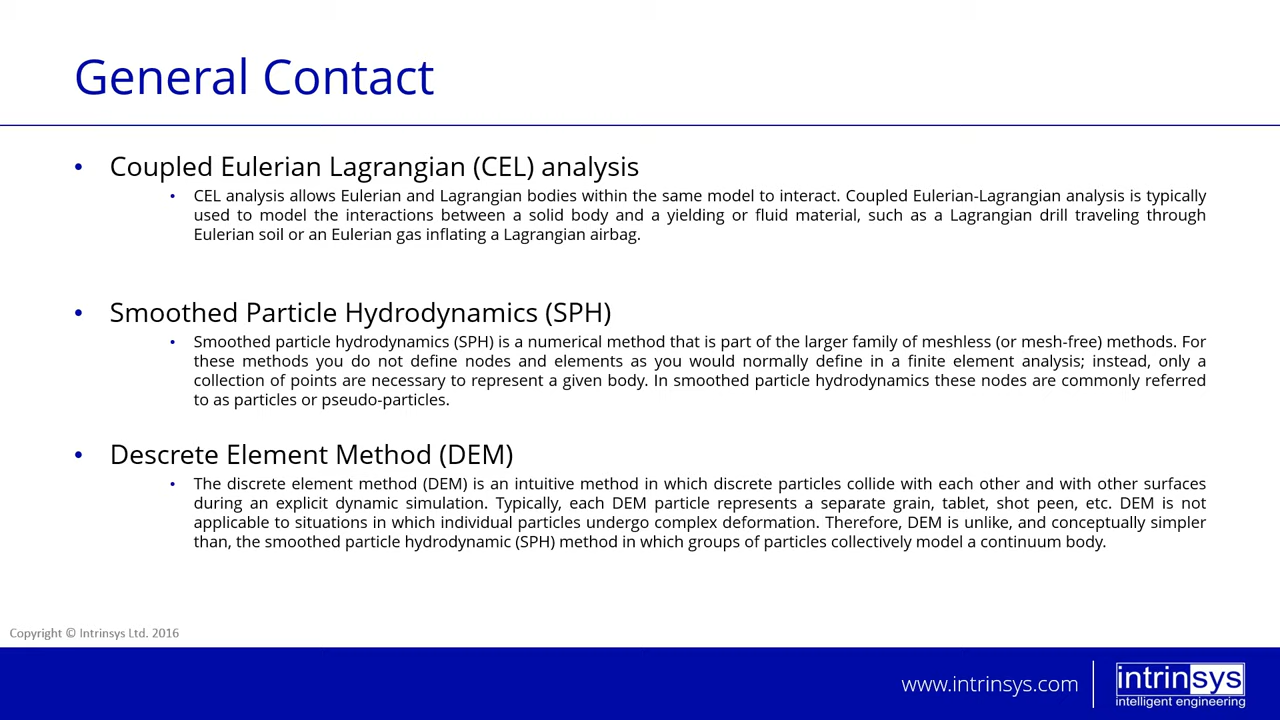 General Contact
• Coupled Eulerian Lagrangian (CEL) analysis
• CEL analysis allows Eulerian and Lagrangian bodies within the same model to interact. Coupled Eulerian-Lagrangian analysis is typically
used to model the interactions between a solid body and a yielding or fluid material, such as a Lagrangian drill traveling through
Eulerian soil or an Eulerian gas inflating a Lagrangian airbag.
• Smoothed Particle Hydrodynamics (SPH)
• Smoothed particle hydrodynamics (SPH) is a numerical method that is part of the larger family of meshless (or mesh-free) methods. For
these methods you do not define nodes and elements as you would normally define in a finite element analysis; instead, only a
collection of points are necessary to represent a given body. In smoothed particle hydrodynamics these nodes are commonly referred
to as particles or pseudo-particles.
• Descrete Element Method (DEM)
• The discrete element method (DEM) is an intuitive method in which discrete particles collide with each other and with other surfaces
during an explicit dynamic simulation. Typically, each DEM particle represents a separate grain, tablet, shot peen, etc. DEM is not
applicable to situations in which individual particles undergo complex deformation. Therefore, DEM is unlike, and conceptually simpler
than, the smoothed particle hydrodynamic (SPH) method in which groups of particles collectively model a continuum body.
Copyright © Intrinsys Ltd. 2016
www.intrinsys.com
intrinsys
intelligent engineering